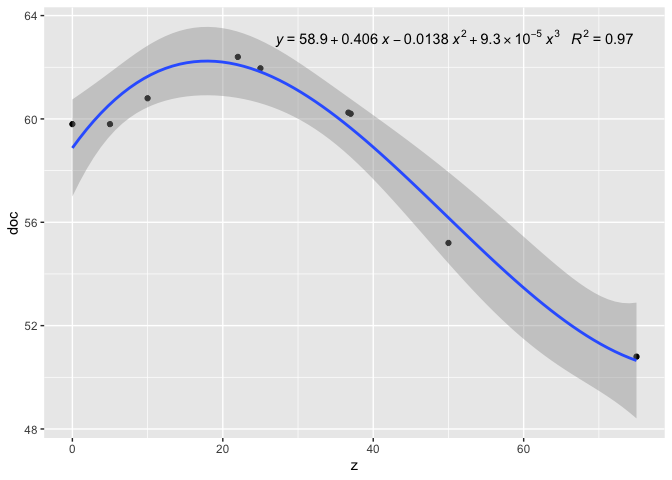 y = 58.9 + 0.406 x − 0.0138 x² + 9.3 × 10⁻⁵ x³ R² = 0.97
64
60
56
52
48
doc
0 20 40 60
z